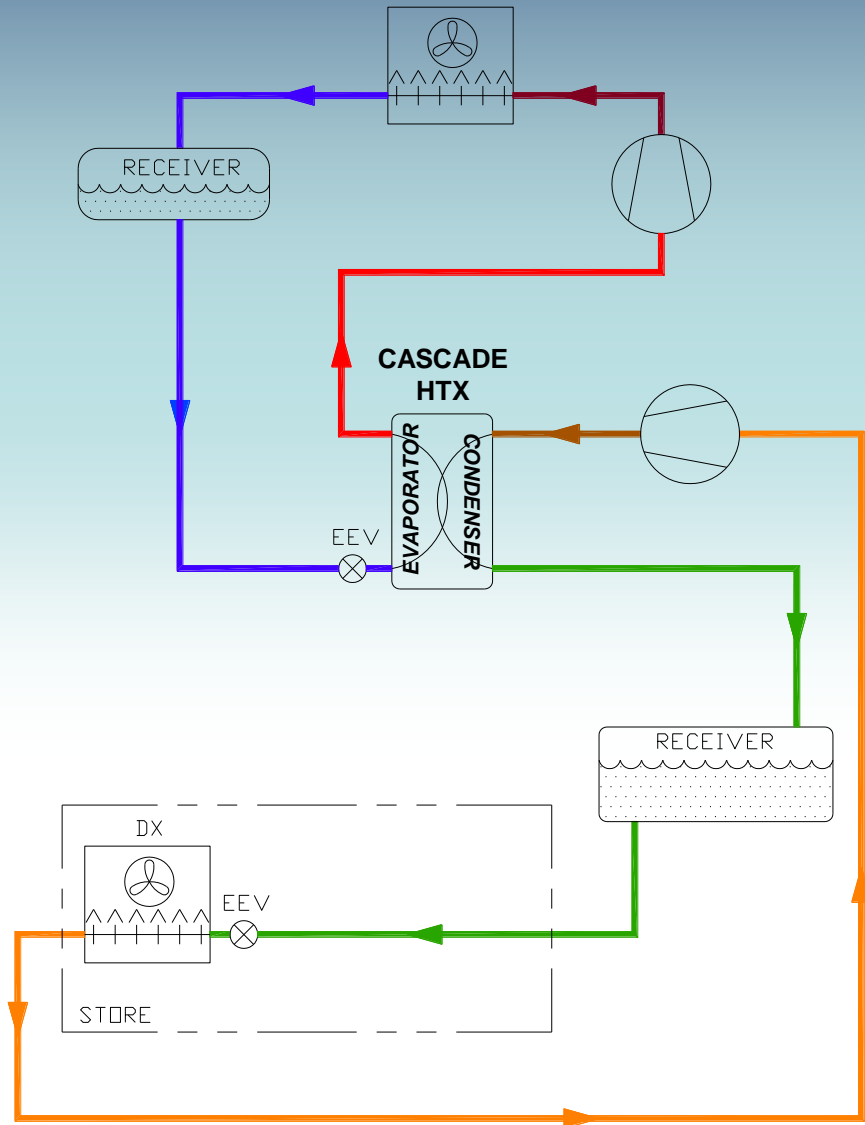 RECEIVER
CASCADE
HTX
EVAPORATOR
CONDENSER
EEV
RECEIVER
DX
EEV
STORE